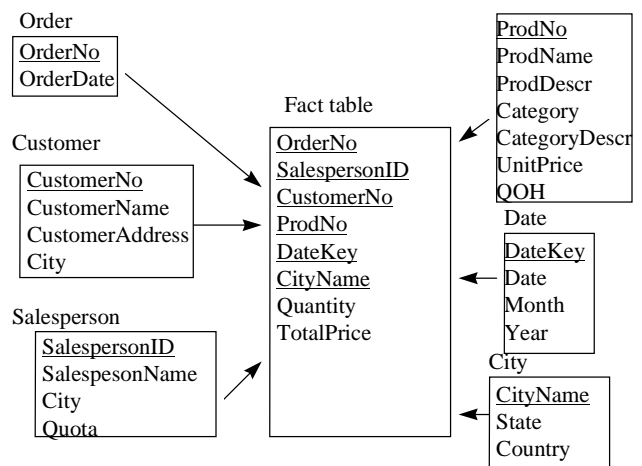 Order
OrderNo
OrderDate
Customer
CustomerNo
CustomerName
CustomerAddress
City
Salesperson
SalespersonID
SalespesonName
City
Quota
Fact table
OrderNo
SalespersonID
CustomerNo
ProdNo
DateKey
CityName
Quantity
TotalPrice
ProdNo
ProdName
ProdDescr
Category
CategoryDescr
UnitPrice
QOH
Date
DateKey
Date
Month
Year
City
CityName
State
Country